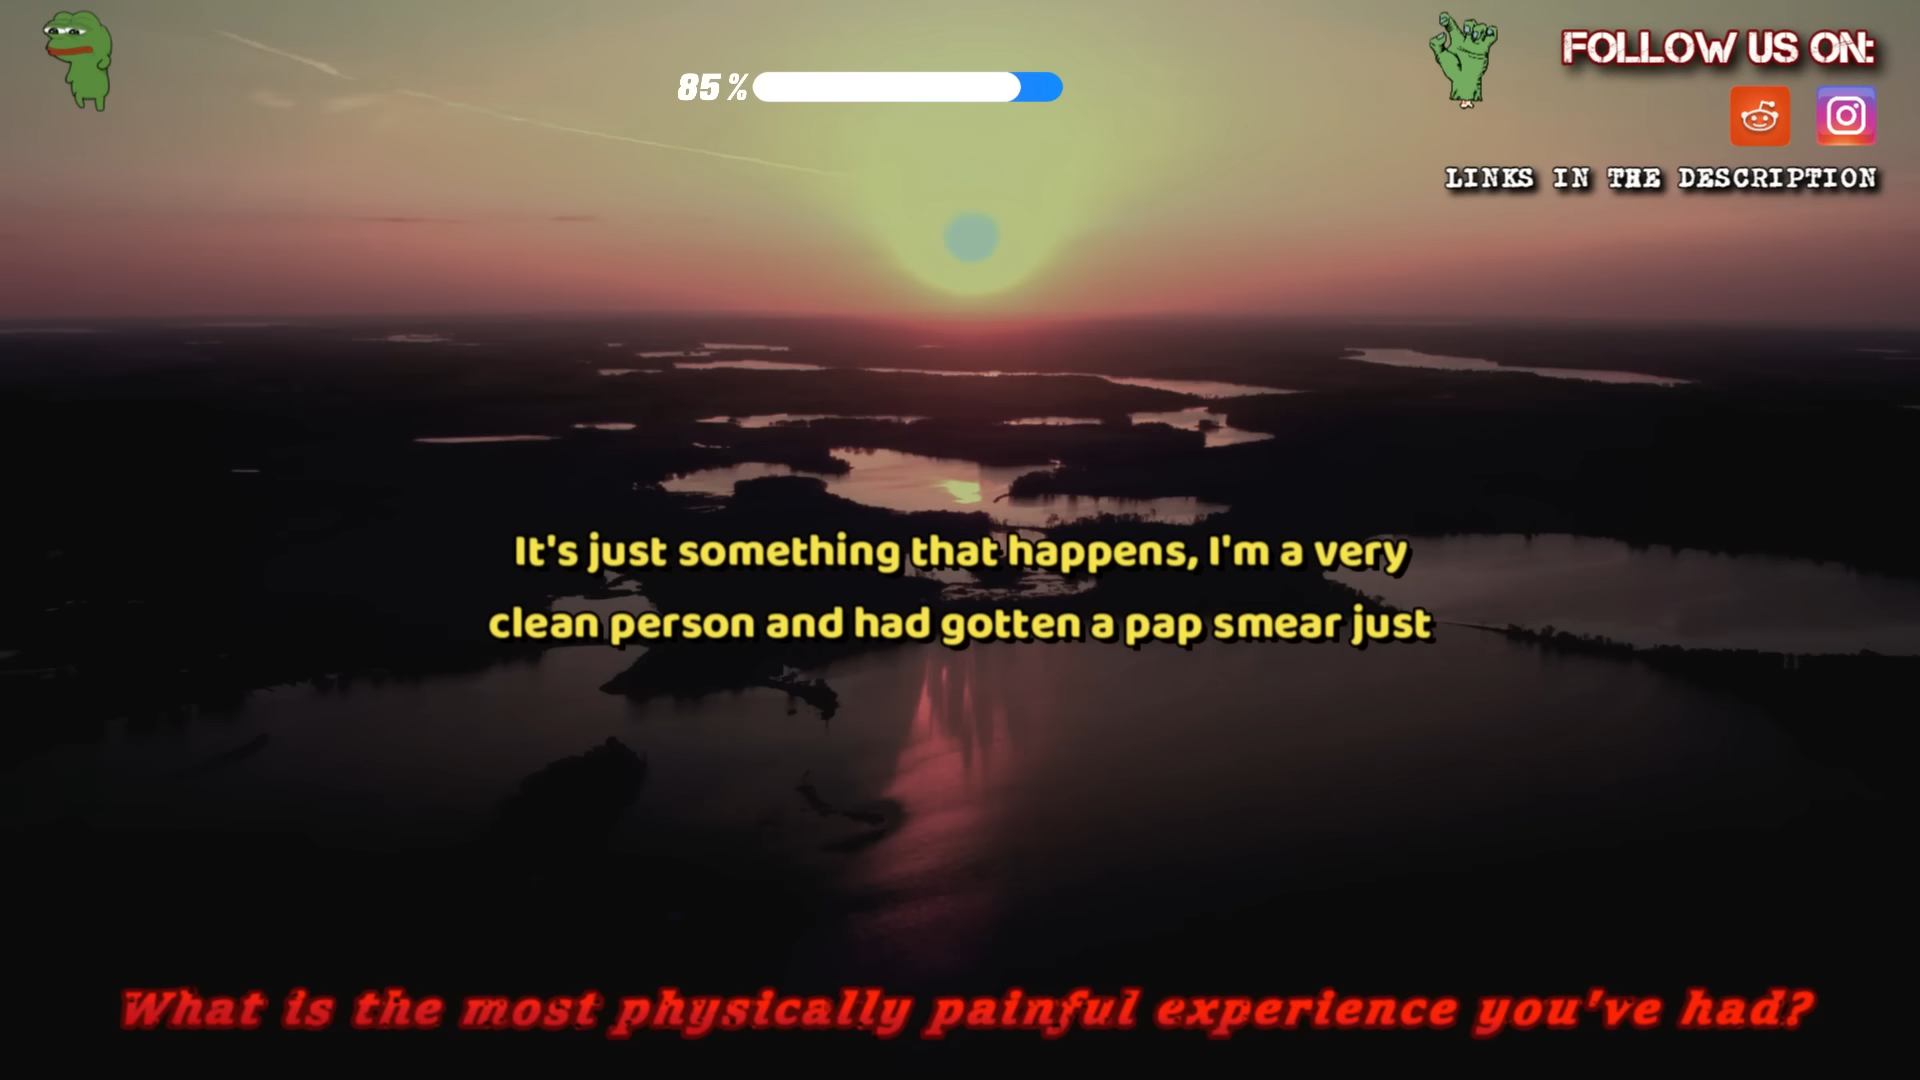 85 %
FOLLOW US ON:
LINKS IN THE DESCRIPTION
It's just something that happens, I'm a very
clean person and had gotten a pap smear just
What is the most physically painful experience you've had?